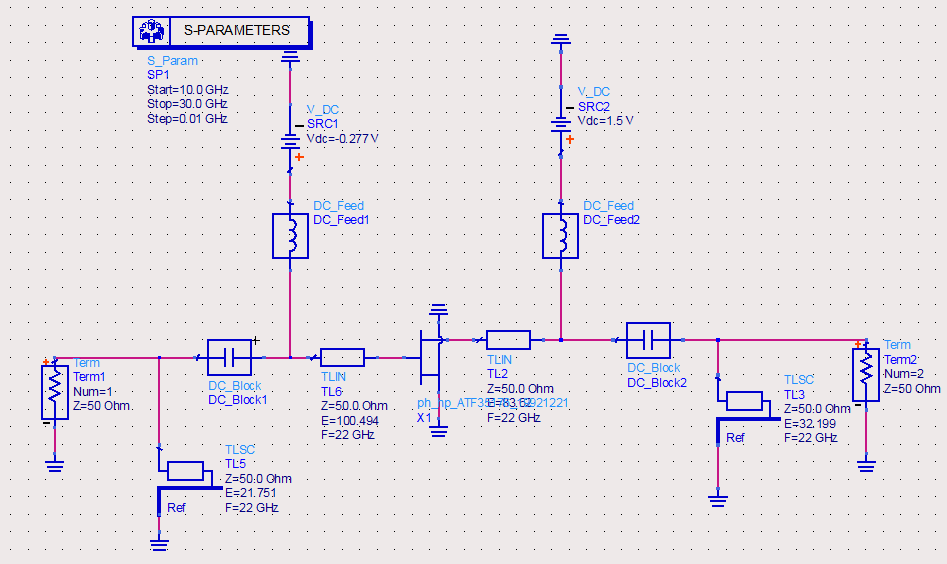 S-PARAMETERS
S_Param
SP1
Start=10.0 GHz
Stop=30.0 GHz
Step=0.01 GHz
V_DC
SRC1
Vdc=-0.277 V
V_DC
SRC2
Vdc=1.5 V
DC_Feed
DC_Feed1
DC_Feed
DC_Feed2
Term
Term1
Num=1
Z=50 Ohm
DC_Block
DC_Block1
TLIN
TL6
Z=50.0 Ohm
E=100.494
F=22 GHz
X1
TLIN
TL2
Z=50.0 Ohm
F=22 GHz
DC_Block
DC_Block2
Term
Term2
Num=2
Z=50 Ohm
TLSC
TL3
Z=50.0 Ohm
E=32.199
F=22 GHz
Ref
TLSC
TL5
Z=50.0 Ohm
E=21.751
F=22 GHz
Ref